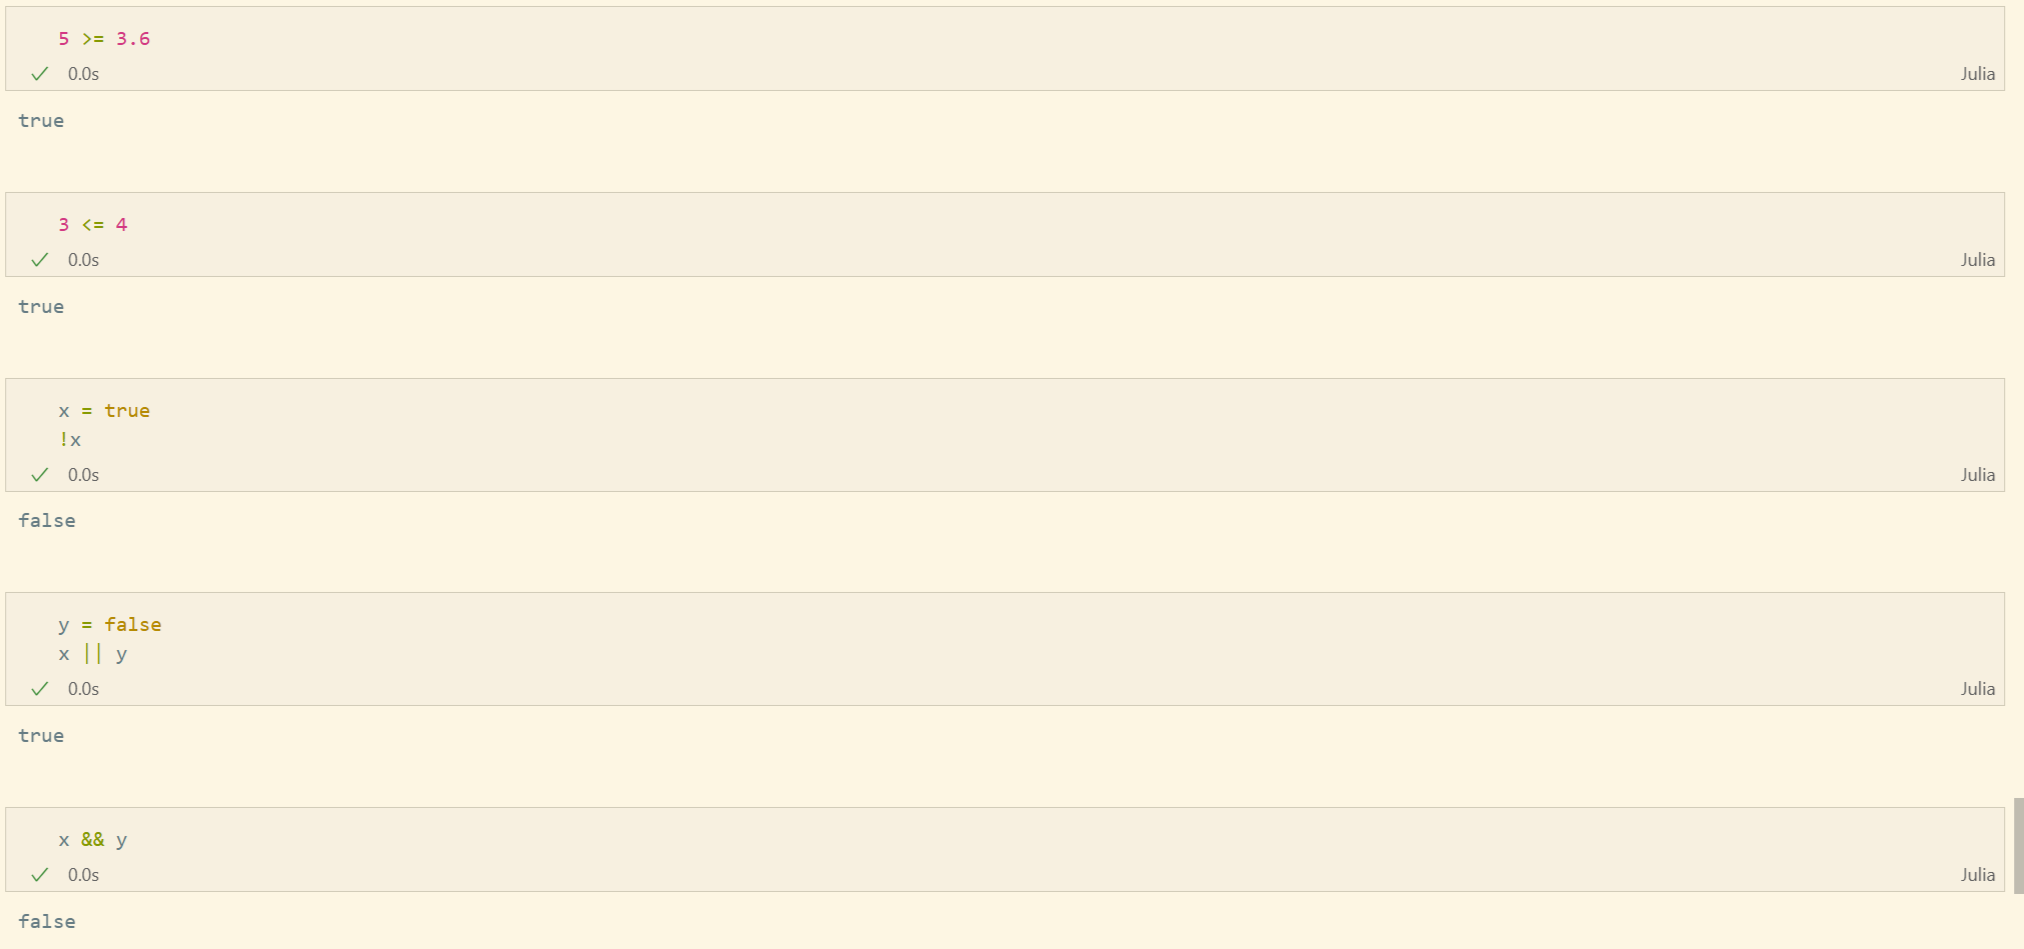 5 >= 3.6
✓ 0.0s Julia
true
3 <= 4
✓ 0.0s Julia
true
x = true
!x
✓ 0.0s Julia
false
y = false
x || y
✓ 0.0s Julia
true
x && y
✓ 0.0s Julia
false